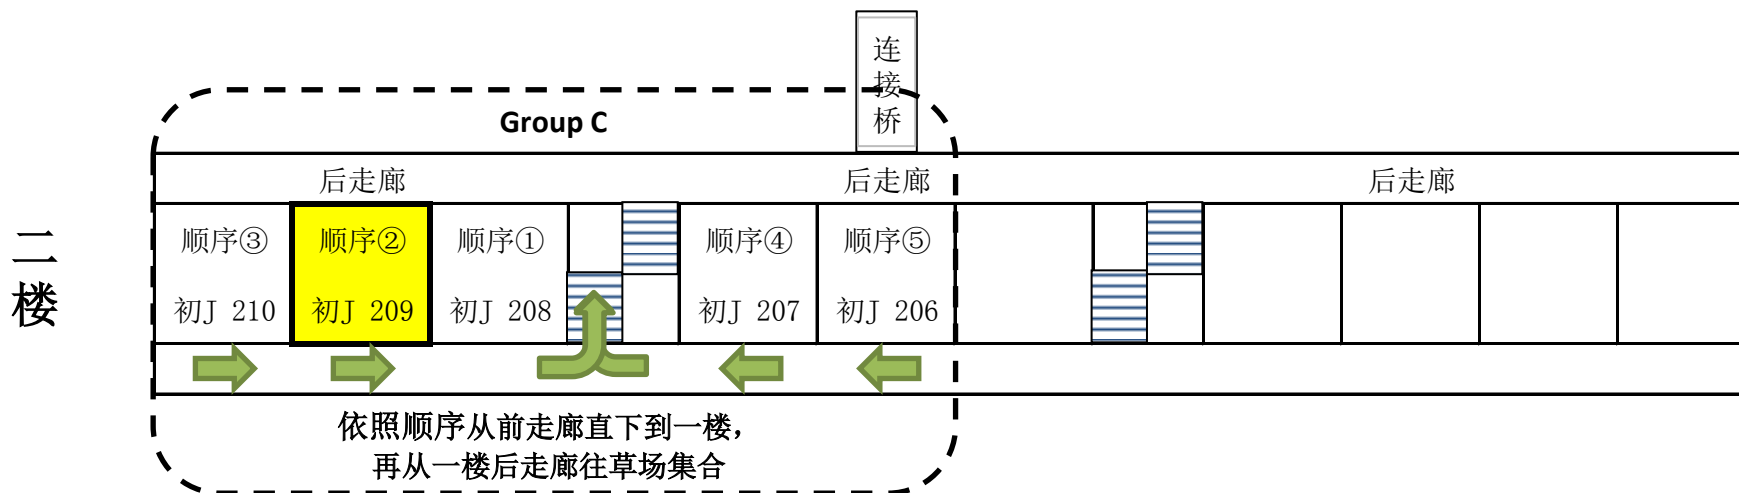 连
接
桥
Group C
后走廊 后走廊 后走廊
二
楼
顺序③ 顺序② 顺序① 顺序④ 顺序⑤
初J 210 初J 209 初J 208 初J 207 初J 206
依照顺序从前走廊直下到一楼，
再从一楼后走廊往草场集合